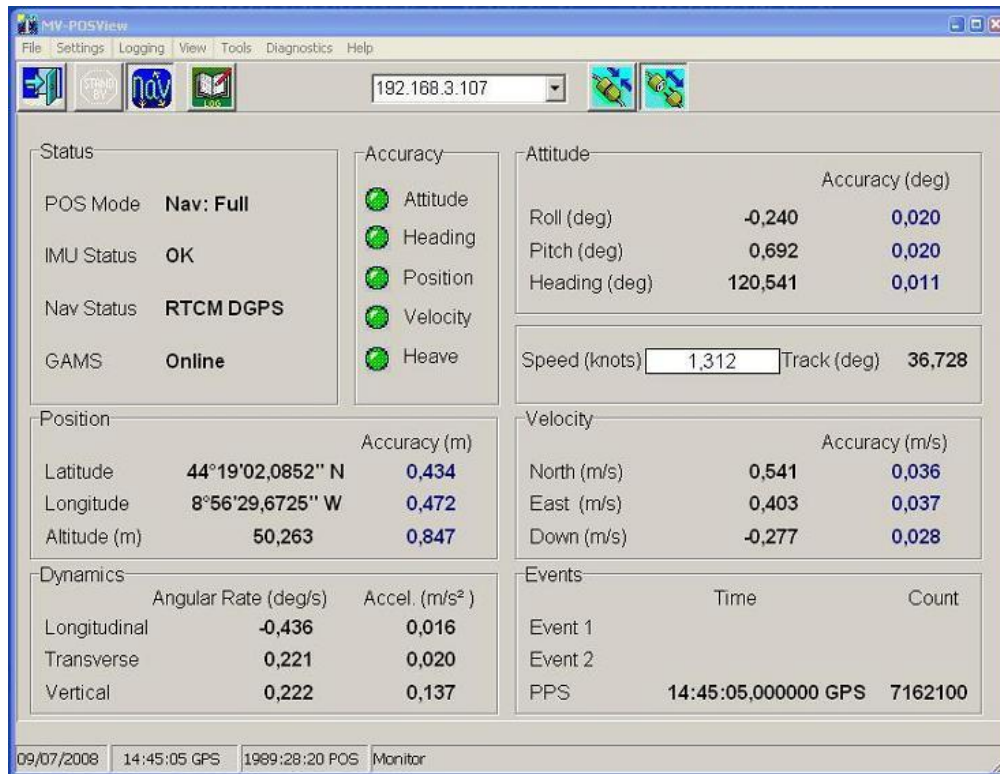 MV-POSView
File Settings Logging View Tools Diagnostics Help
STAND BY
nav
LOG
192.168.3.107
Status
POS Mode Nav: Full
IMU Status OK
Nav Status RTCM DGPS
GAMS Online
Accuracy
Attitude
Heading
Position
Velocity
Heave
Attitude
Accuracy (deg)
Roll (deg) -0,240 0,020
Pitch (deg) 0,692 0,020
Heading (deg) 120,541 0,011
Speed (knots) 1,312 Track (deg) 36,728
Position
Accuracy (m)
Latitude 44°19'02,0852" N 0,434
Longitude 8°56'29,6725" W 0,472
Altitude (m) 50,263 0,847
Velocity
Accuracy (m/s)
North (m/s) 0,541 0,036
East (m/s) 0,403 0,037
Down (m/s) -0,277 0,028
Dynamics
Angular Rate (deg/s) Accel. (m/s²)
Longitudinal -0,436 0,016
Transverse 0,221 0,020
Vertical 0,222 0,137
Events
Time Count
Event 1
Event 2
PPS 14:45:05,000000 GPS 7162100
09/07/2008 14:45:05 GPS 1989:28:20 POS Monitor